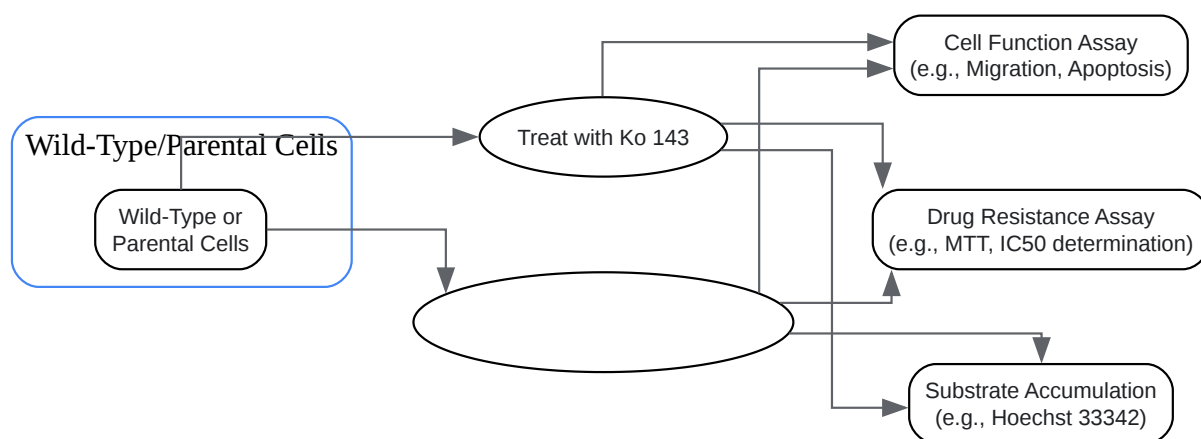 Cell Function Assay
(e.g., Migration, Apoptosis)
Wild-Type/Parental Cells
Treat with Ko 143
Wild-Type or
Parental Cells
Drug Resistance Assay
(e.g., MTT, IC50 determination)
Substrate Accumulation
(e.g., Hoechst 33342)